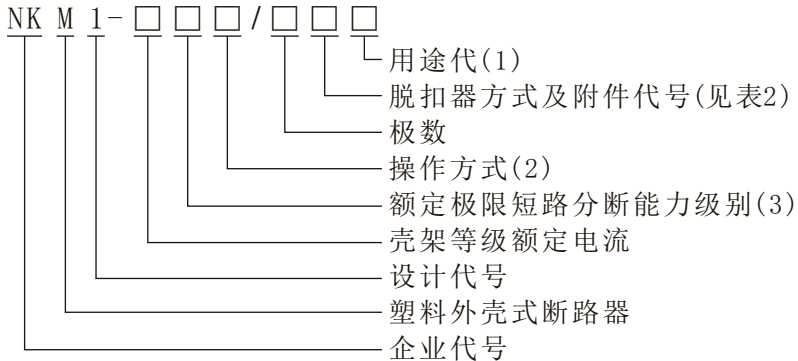 NK M 1-□□□/□□□
用途代(1)
脱扣器方式及附件代号(见表2)
极数
操作方式(2)
额定极限短路分断能力级别(3)
壳架等级额定电流
设计代号
塑料外壳式断路器
企业代号